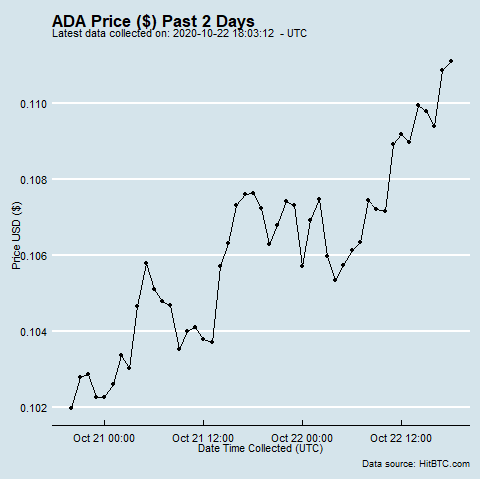 ADA Price ($) Past 2 Days
Latest data collected on: 2020-10-22 18:03:12 - UTC
Price USD ($)
0.110
0.108
0.106
0.104
0.102
Oct 21 00:00 Oct 21 12:00 Oct 22 00:00 Oct 22 12:00
Date Time Collected (UTC)
Data source: HitBTC.com